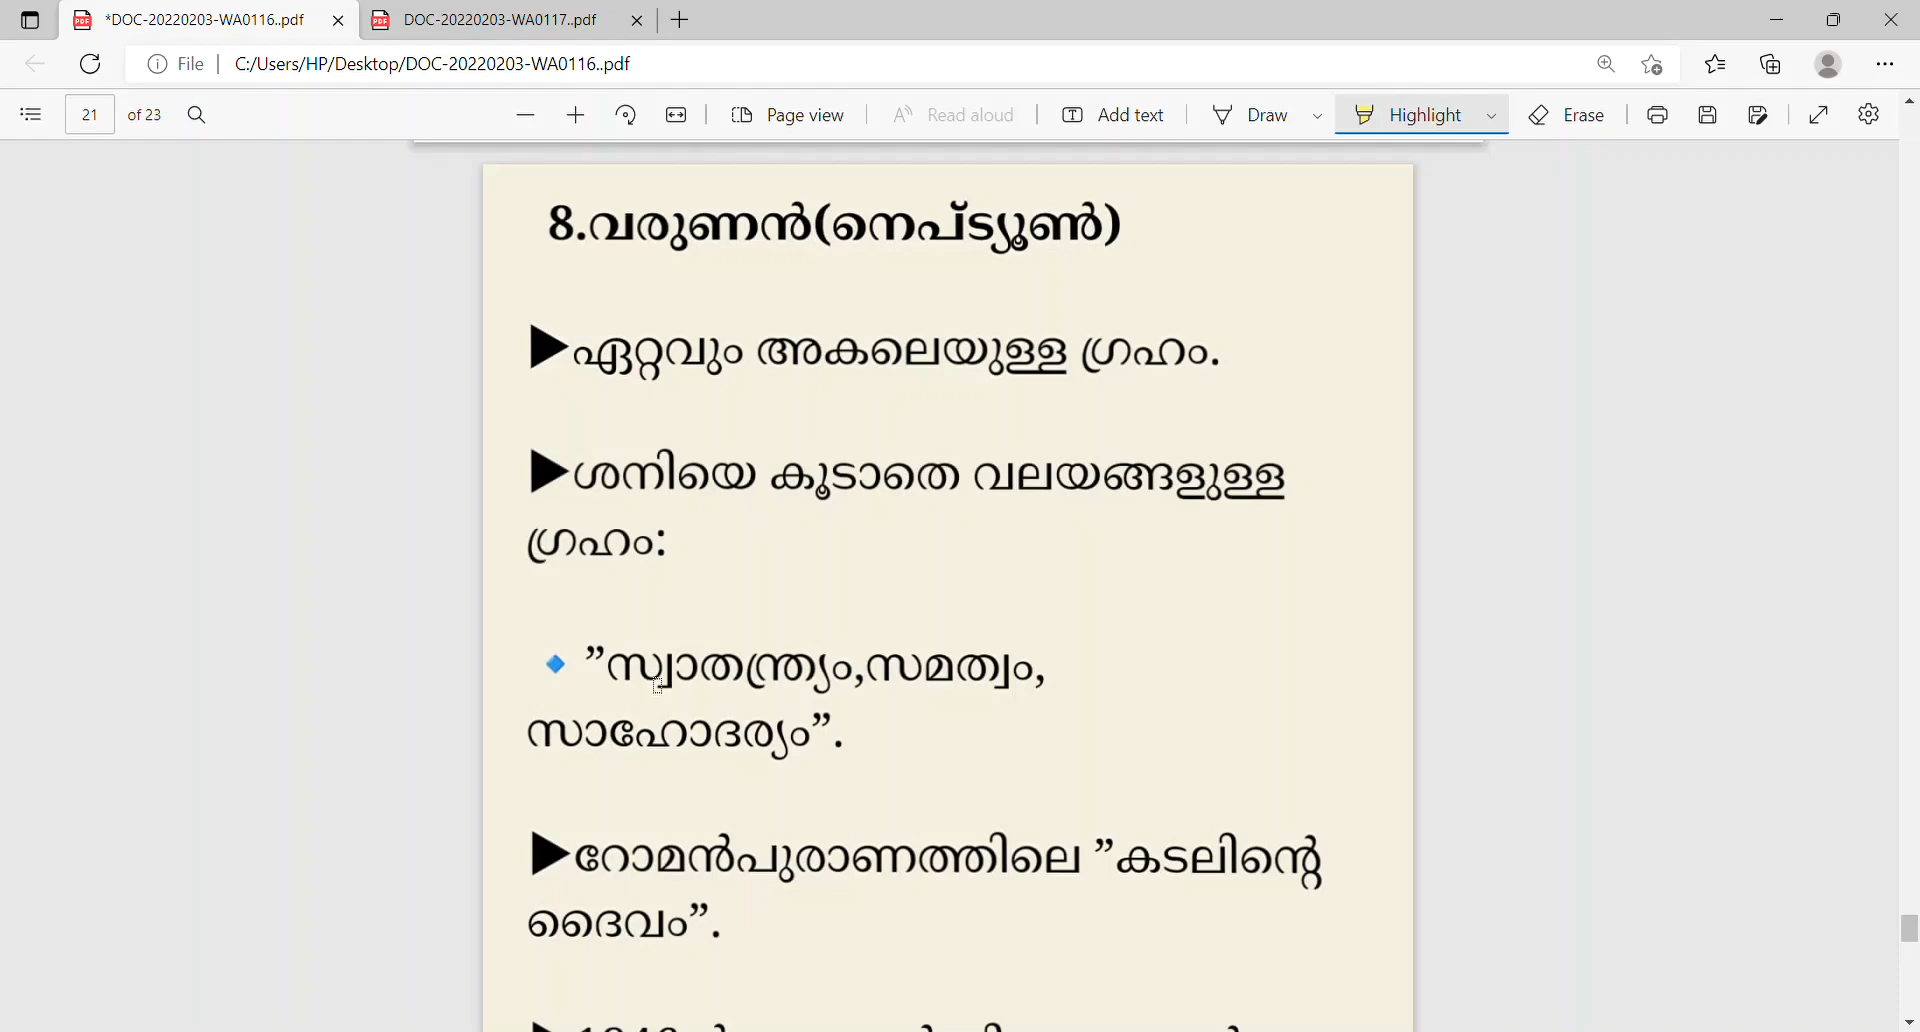 *DOC-20220203-WA0116..pdf
DOC-20220203-WA0117..pdf
File
C:/Users/HP/Desktop/DOC-20220203-WA0116..pdf
21 of 23
Page view
Read aloud
Add text
Draw
Highlight
Erase
8.വരുണൻ(നെപ്ട്യൂൺ)
▶ഏറ്റവും അകലെയുള്ള ഗ്രഹം.
▶ശനിയെ കൂടാതെ വലയങ്ങളുള്ള
ഗ്രഹം:
🔹”സ്വാതന്ത്ര്യം,സമത്വം,
സാഹോദര്യം”.
▶റോമൻപുരാണത്തിലെ ”കടലിന്റെ
ദൈവം”.